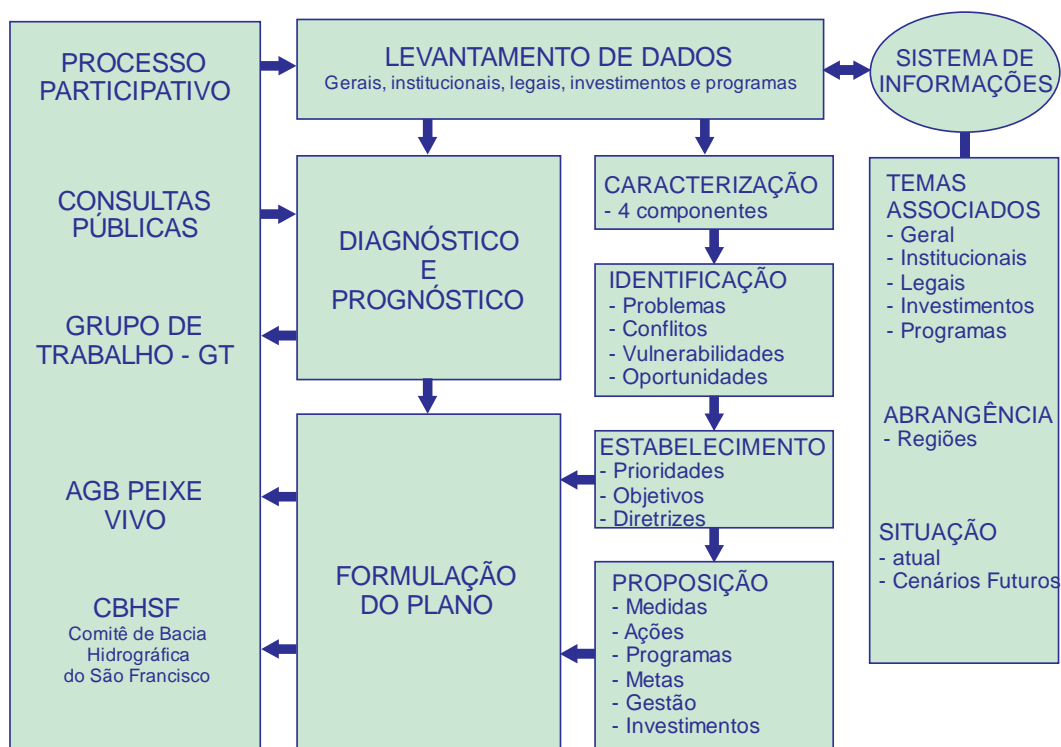 PROCESSO
PARTICIPATIVO
CONSULTAS
PÚBLICAS
GRUPO DE
TRABALHO - GT
AGB PEIXE
VIVO
CBHSF
Comitê de Bacia
Hidrográfica
do São Francisco
LEVANTAMENTO DE DADOS
Gerais, institucionais, legais, investimentos e programas
DIAGNÓSTICO
E
PROGNÓSTICO
FORMULAÇÃO
DO PLANO
CARACTERIZAÇÃO
- 4 componentes
IDENTIFICAÇÃO
- Problemas
- Conflitos
- Vulnerabilidades
- Oportunidades
ESTABELECIMENTO
- Prioridades
- Objetivos
- Diretrizes
PROPOSIÇÃO
- Medidas
- Ações
- Programas
- Metas
- Gestão
- Investimentos
SISTEMA DE
INFORMAÇÕES
TEMAS
ASSOCIADOS
- Geral
- Institucionais
- Legais
- Investimentos
- Programas
ABRANGÊNCIA
- Regiões
SITUAÇÃO
- atual
- Cenários Futuros